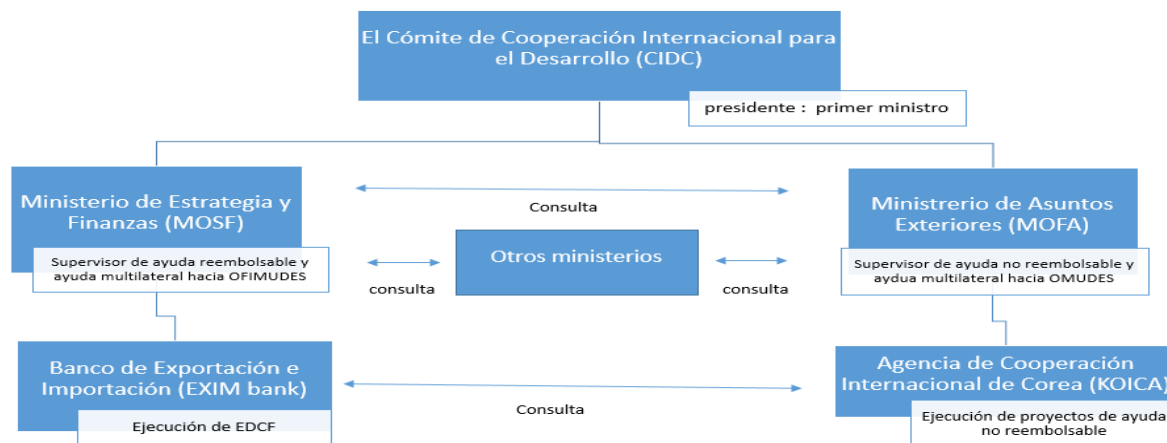 El Cómite de Cooperación Internacional para
el Desarrollo (CIDC)
presidente : primer ministro
Ministerio de Estrategia y
Finanzas (MOSF)
Supervisor de ayuda reembolsable y
ayuda multilateral hacia OFIMUDES
Consulta
Ministrerio de Asuntos
Exteriores (MOFA)
Supervisor de ayuda no reembolsable y
aydua multilateral hacia OMUDES
Otros ministerios
consulta
consulta
Banco de Exportación e
Importación (EXIM bank)
Ejecución de EDCF
Consulta
Agencia de Cooperación
Internacional de Corea (KOICA)
Ejecución de proyectos de ayuda
no reembolsable